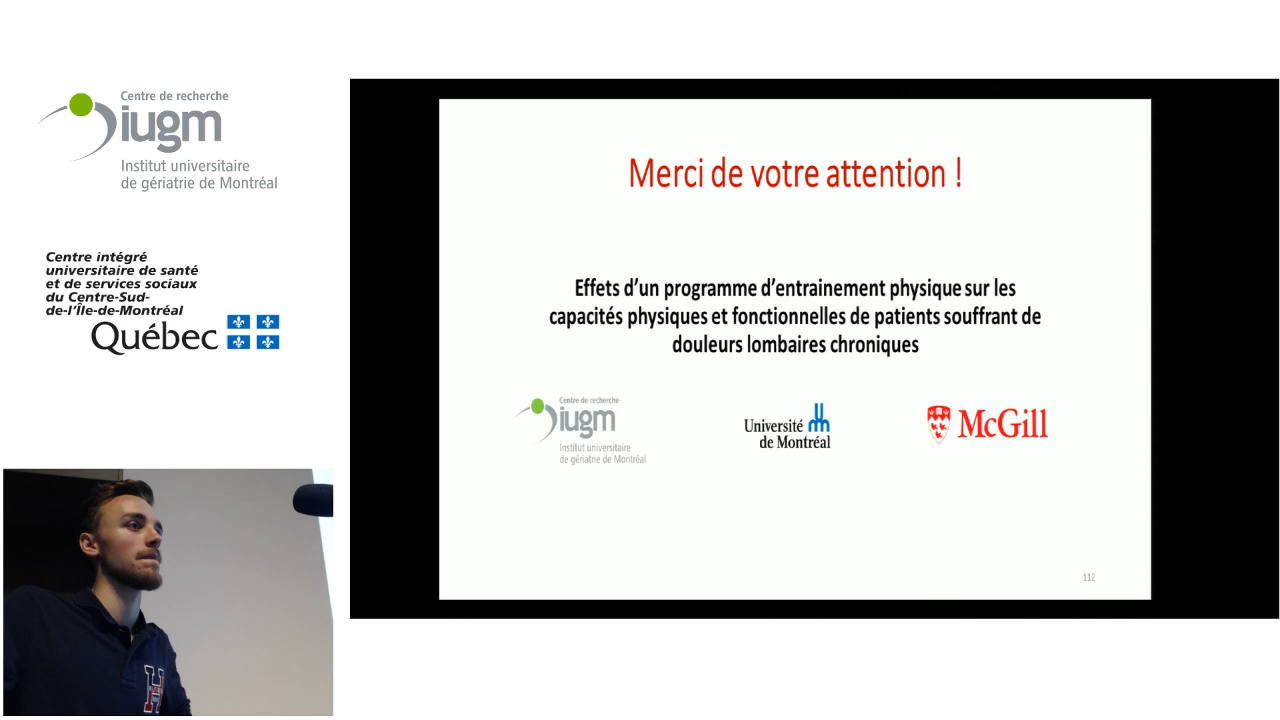 Centre de recherche
iugm
Institut universitaire
de gériatrie de Montréal
Centre intégré
universitaire de santé
et de services sociaux
du Centre-Sud-
de-l'Île-de-Montréal
Québec
Merci de votre attention !
Effets d'un programme d'entrainement physique sur les
capacités physiques et fonctionnelles de patients souffrant de
douleurs lombaires chroniques
Centre de recherche
iugm
Institut universitaire
de gériatrie de Montréal
Université
de Montréal
McGill
112
H